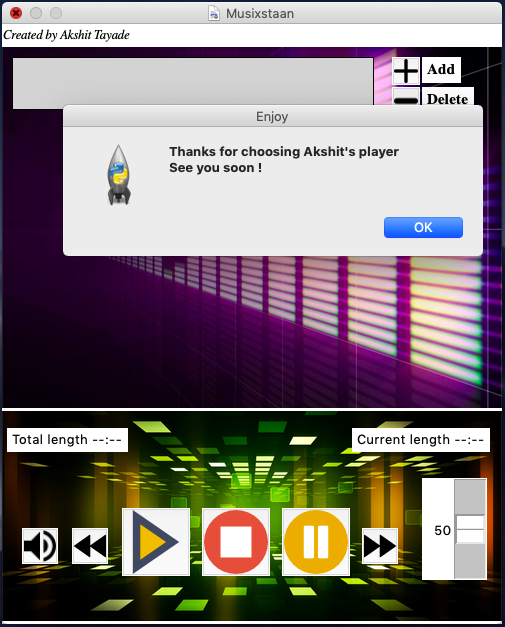 Musixstaan
Created by Akshit Tayade
Add
Delete
Enjoy
Thanks for choosing Akshit's player
See you soon !
OK
Total length --:--
Current length --:--
50